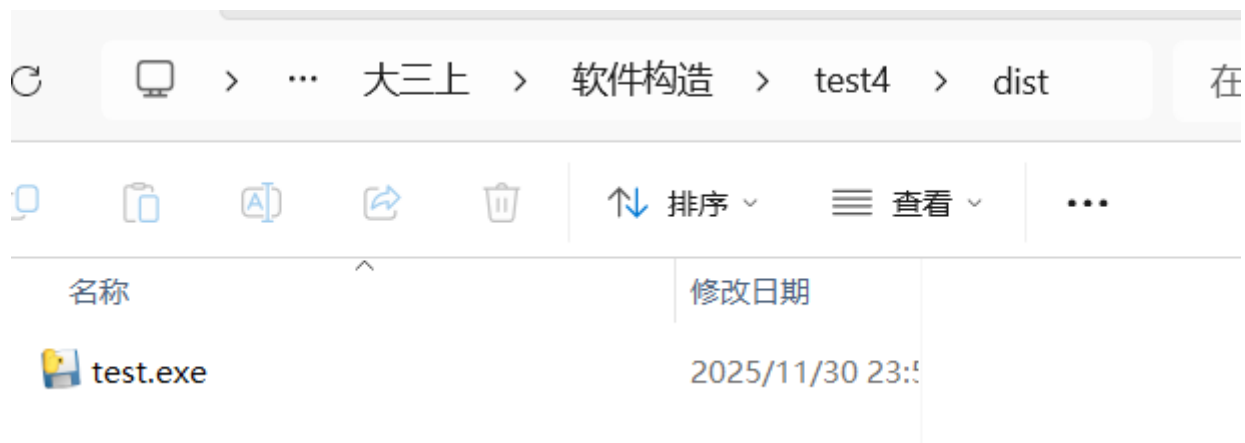 … 大三上 > 软件构造 > test4 > dist 在
排序 查看
名称 修改日期
test.exe 2025/11/30 23: